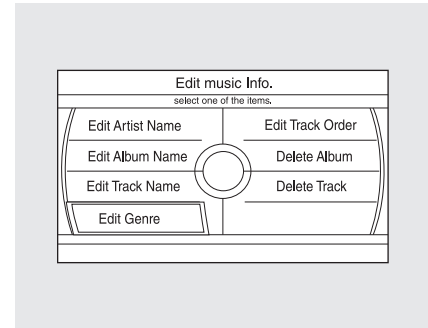 Edit music Info.
select one of the items.
Edit Artist Name
Edit Album Name
Edit Track Name
Edit Genre
Edit Track Order
Delete Album
Delete Track